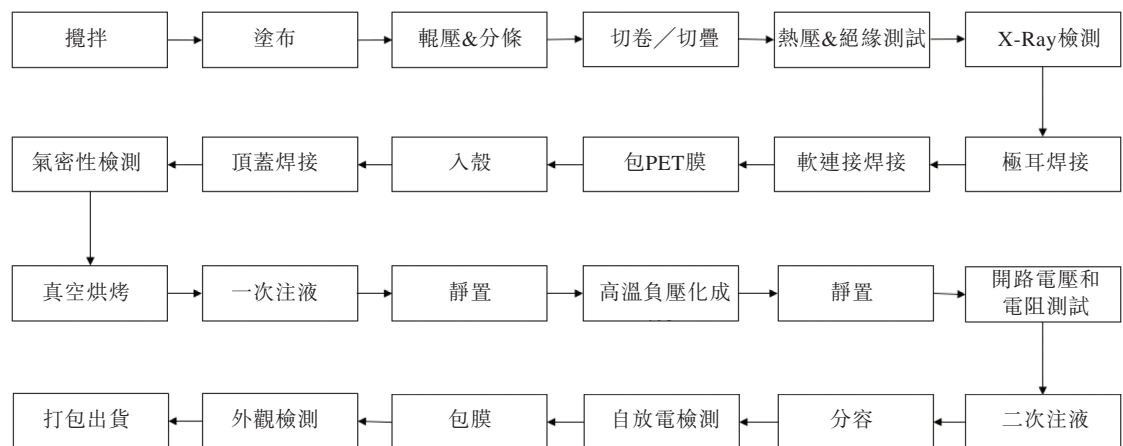 攪拌
塗布
輥壓&分條
切卷／切疊
熱壓&絕緣測試
X-Ray檢測
極耳焊接
軟連接焊接
包PET膜
入殼
頂蓋焊接
氣密性檢測
真空烘烤
一次注液
靜置
高溫負壓化成
靜置
開路電壓和
電阻測試
二次注液
分容
自放電檢測
包膜
外觀檢測
打包出貨